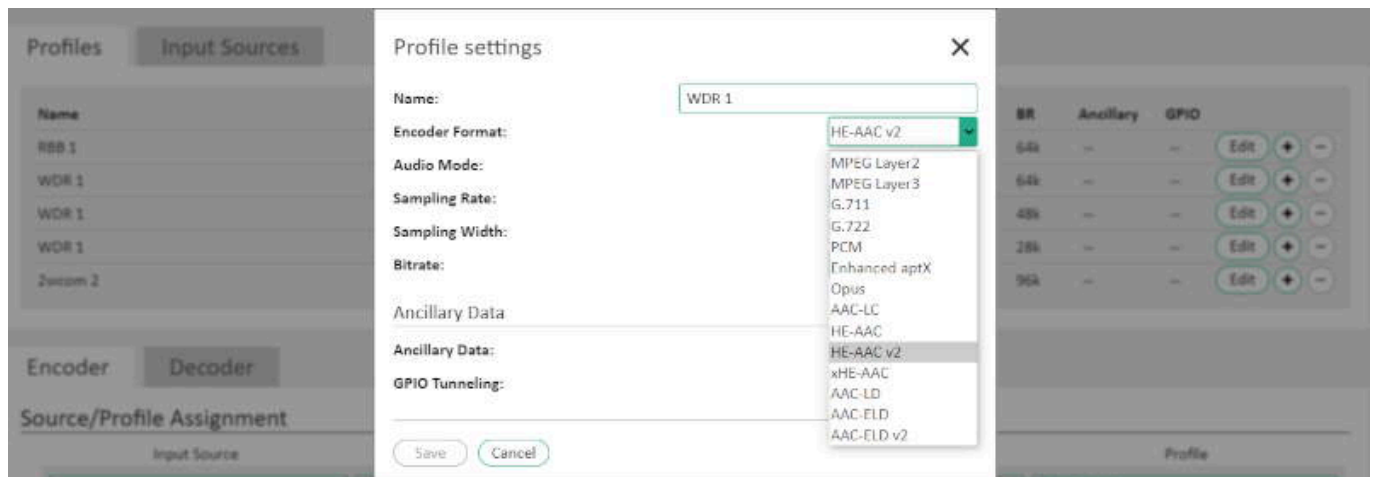 Profiles
Input Sources
Name
RBB 1
WDR 1
WDR 1
WDR 1
2wcom 2
Profile settings
Name:
WDR 1
Encoder Format:
HE-AAC v2
Audio Mode:
Sampling Rate:
Sampling Width:
Bitrate:
MPEG Layer2
MPEG Layer3
G.711
G.722
PCM
Enhanced aptX
Opus
AAC-LC
HE-AAC
HE-AAC v2
xHE-AAC
AAC-LD
AAC-ELD
AAC-ELD v2
Ancillary Data
Ancillary Data:
GPIO Tunneling:
Save
Cancel
BR Ancillary GPIO
64k -- -- Edit + -
64k -- -- Edit + -
48k -- -- Edit + -
28k -- -- Edit + -
96k -- -- Edit + -
Encoder
Decoder
Source/Profile Assignment
Input Source
Profile